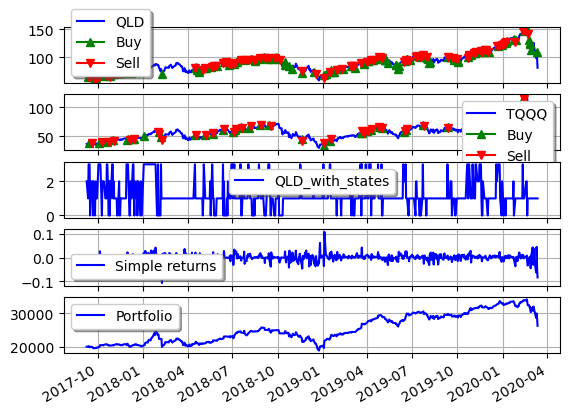 150
100
QLD
Buy
Sell
100
50
TQQQ
Buy
Sell
2
0
QLD_with_states
0.1
0.0
−0.1
Simple returns
30000
20000
Portfolio
2017-10
2018-01
2018-04
2018-07
2018-10
2019-01
2019-04
2019-07
2019-10
2020-01
2020-04